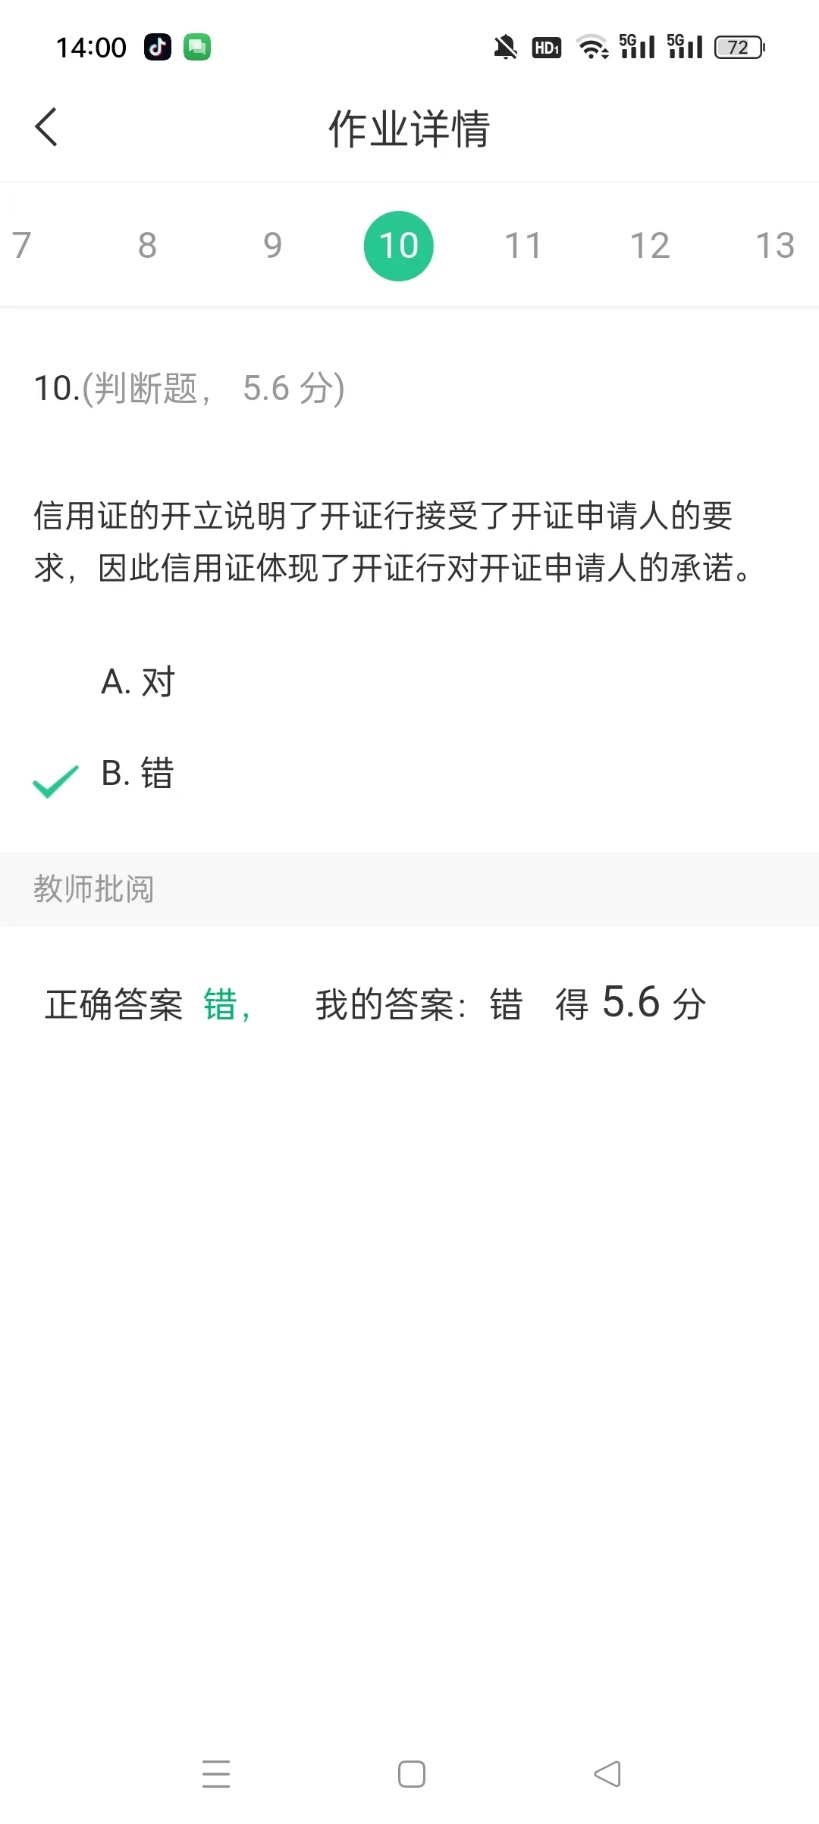 14:00 HD1 5G 5G 72
作业详情
7 8 9 10 11 12 13
10.(判断题， 5.6 分)
信用证的开立说明了开证行接受了开证申请人的要
求，因此信用证体现了开证行对开证申请人的承诺。
A. 对
B. 错
教师批阅
正确答案 错， 我的答案：错 得 5.6 分